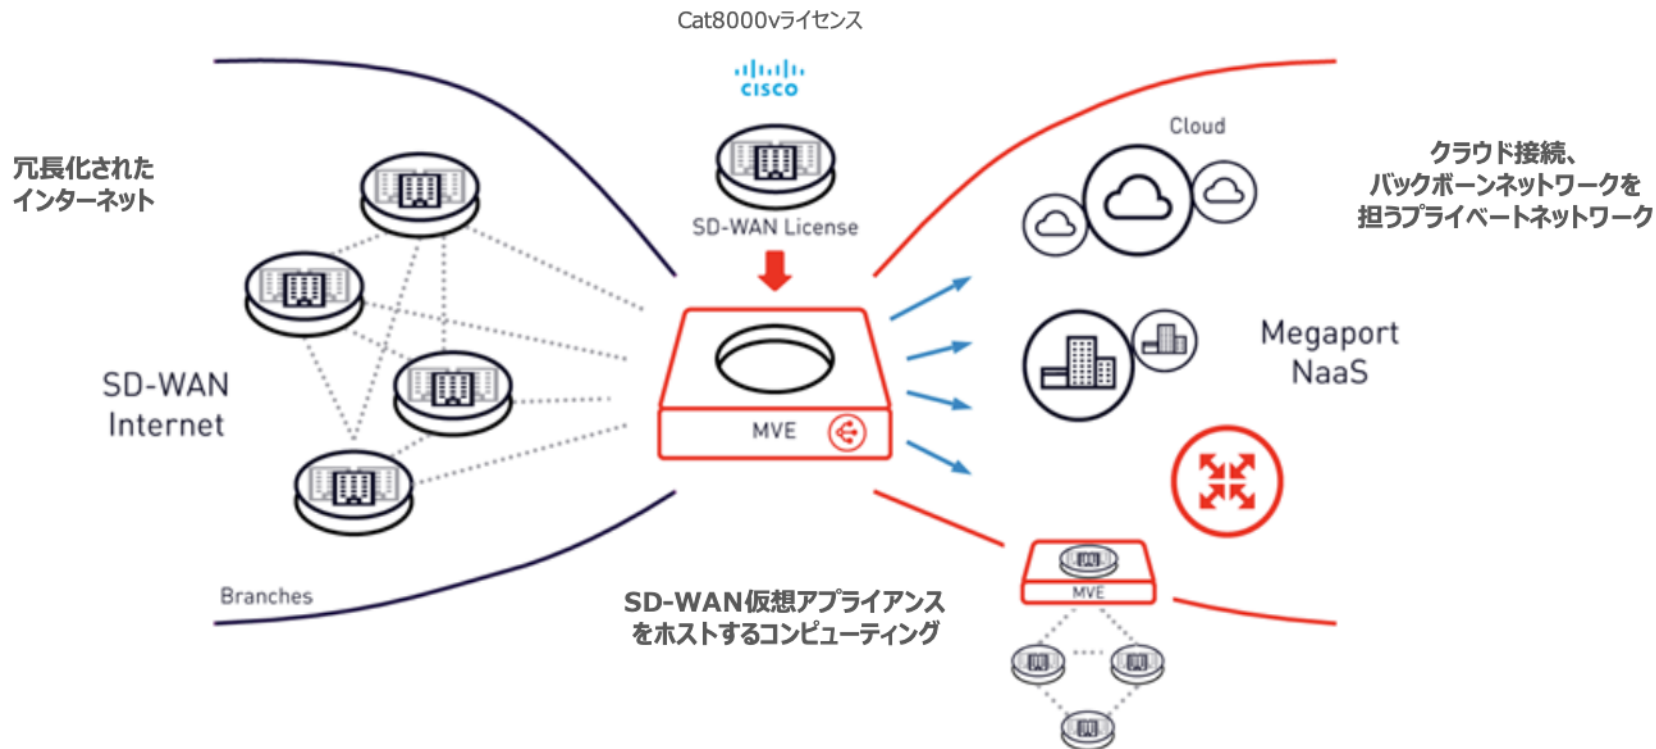 Cat8000vライセンス
CISCO
冗長化された
インターネット
SD-WAN License
Cloud
クラウド接続、
バックボーンネットワークを
担うプライベートネットワーク
SD-WAN
Internet
MVE
Megaport
NaaS
Branches
SD-WAN仮想アプライアンス
をホストするコンピューティング
MVE